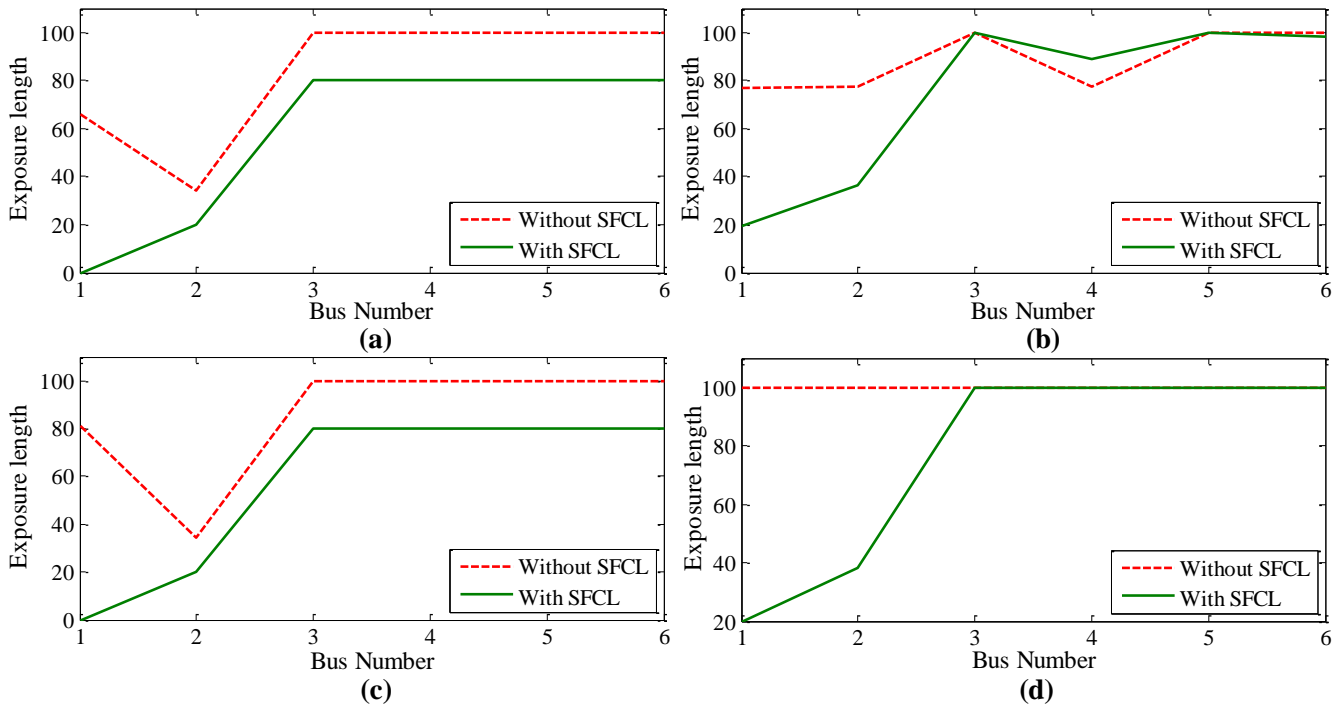 100
80
60
40
20
0
Exposure length
1
2
3
4
5
6
Bus Number
Without SFCL
With SFCL
(a)
100
80
60
40
20
0
Exposure length
1
2
3
4
5
6
Bus Number
Without SFCL
With SFCL
(b)
100
80
60
40
20
0
Exposure length
1
2
3
4
5
6
Bus Number
Without SFCL
With SFCL
(c)
100
80
60
40
20
Exposure length
1
2
3
4
5
6
Bus Number
Without SFCL
With SFCL
(d)